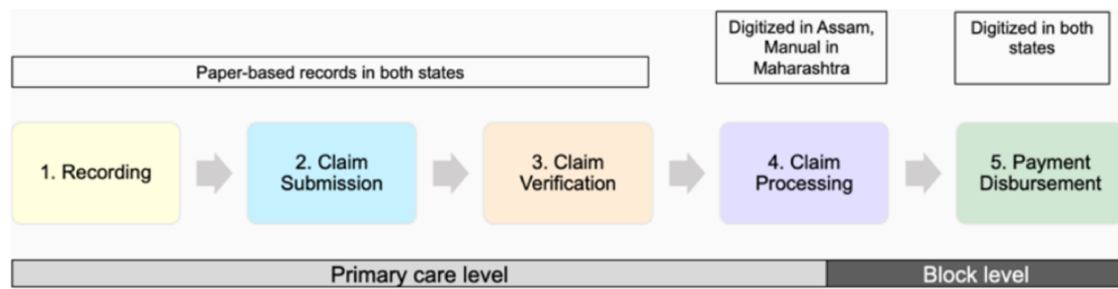 Digitized in Assam,
Manual in
Maharashtra
Digitized in both
states
Paper-based records in both states
1. Recording
2. Claim
Submission
3. Claim
Verification
4. Claim
Processing
5. Payment
Disbursement
Primary care level
Block level